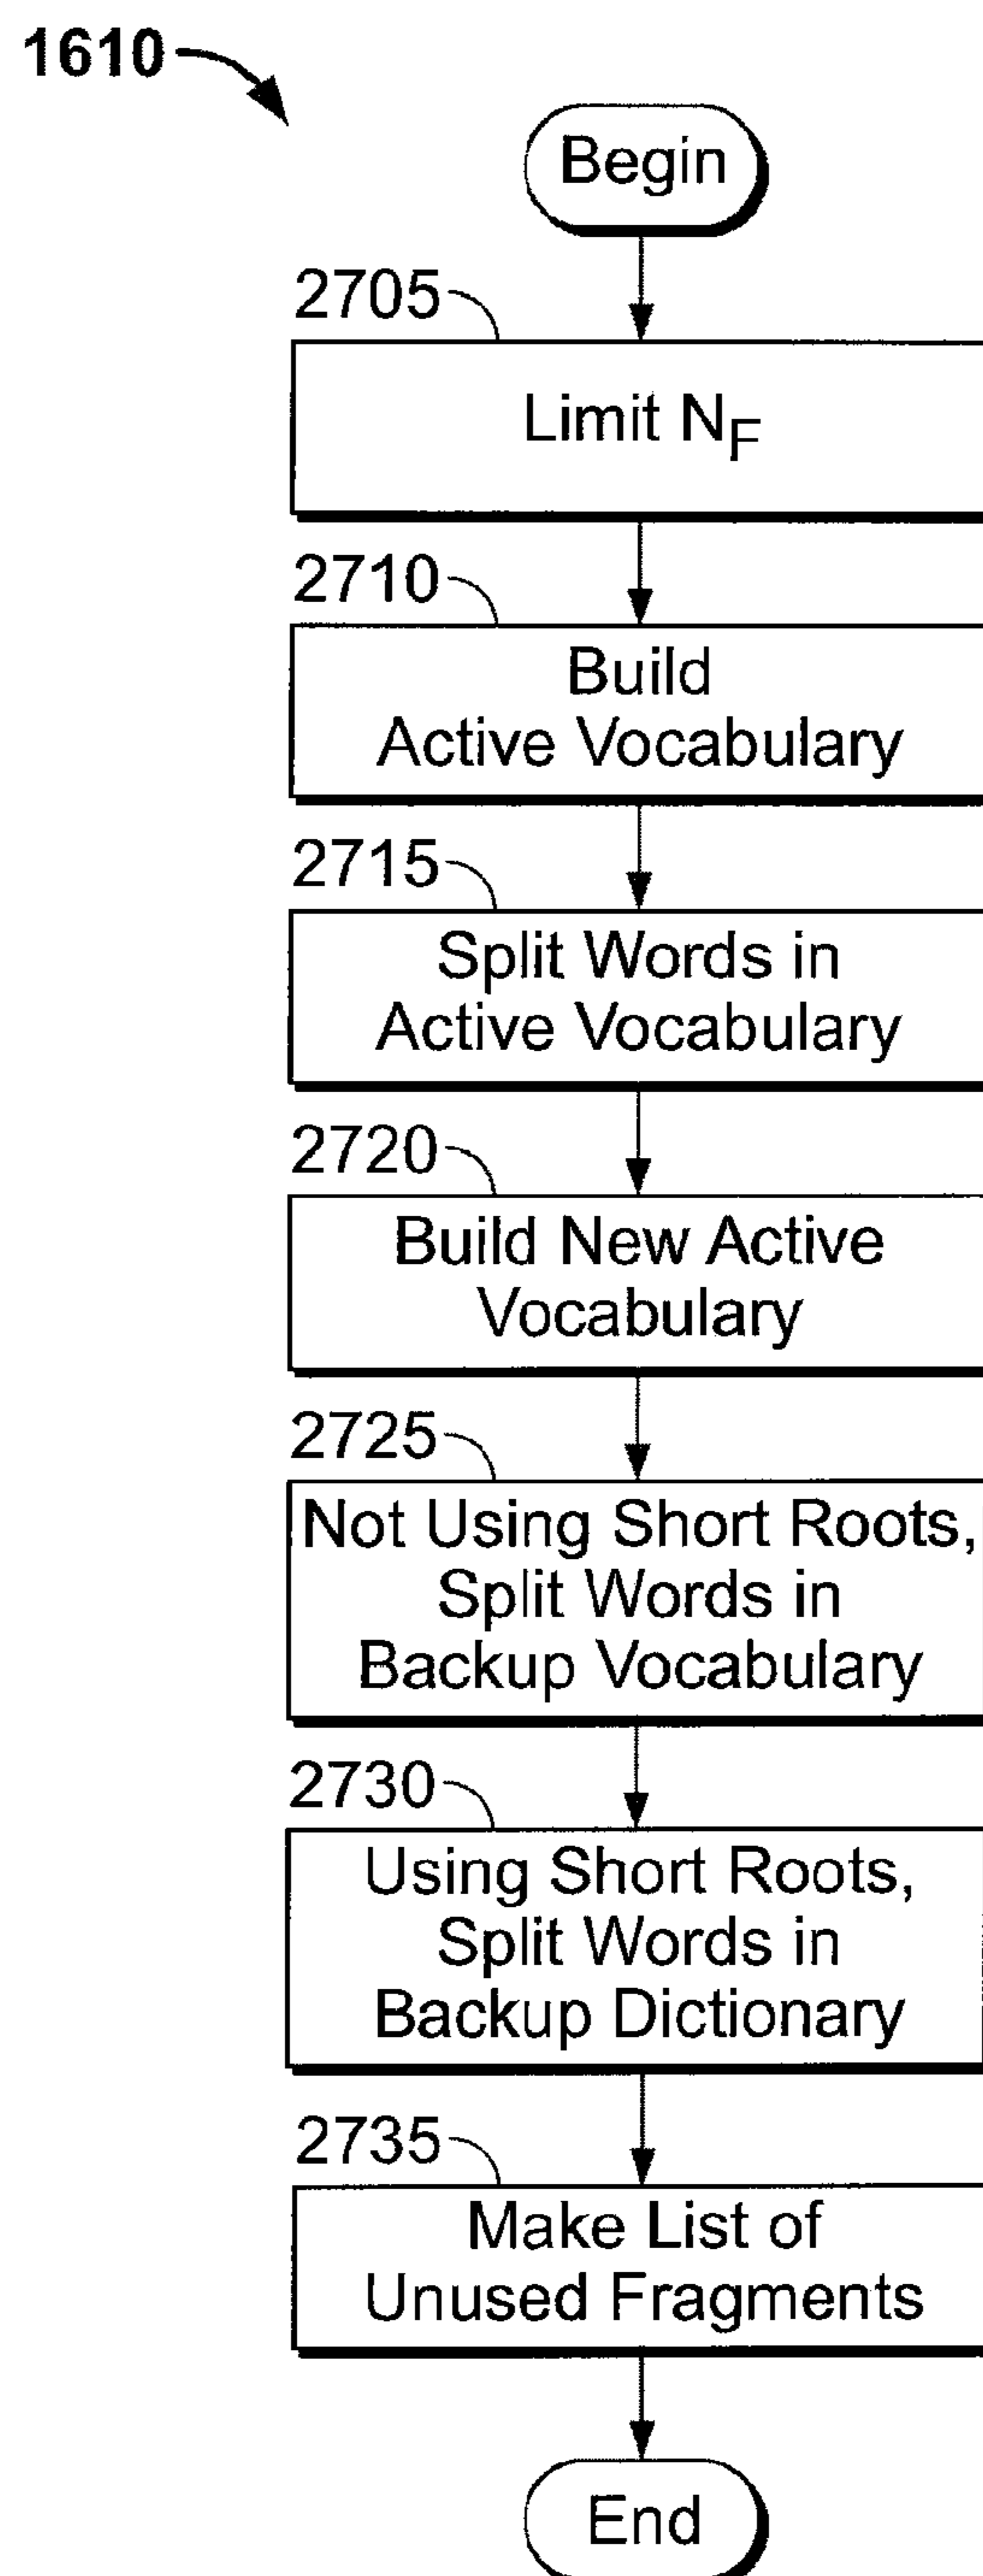 1610
Begin
2705
Limit N_F
2710
Build
Active Vocabulary
2715
Split Words in
Active Vocabulary
2720
Build New Active
Vocabulary
2725
Not Using Short Roots,
Split Words in
Backup Vocabulary
2730
Using Short Roots,
Split Words in
Backup Dictionary
2735
Make List of
Unused Fragments
End